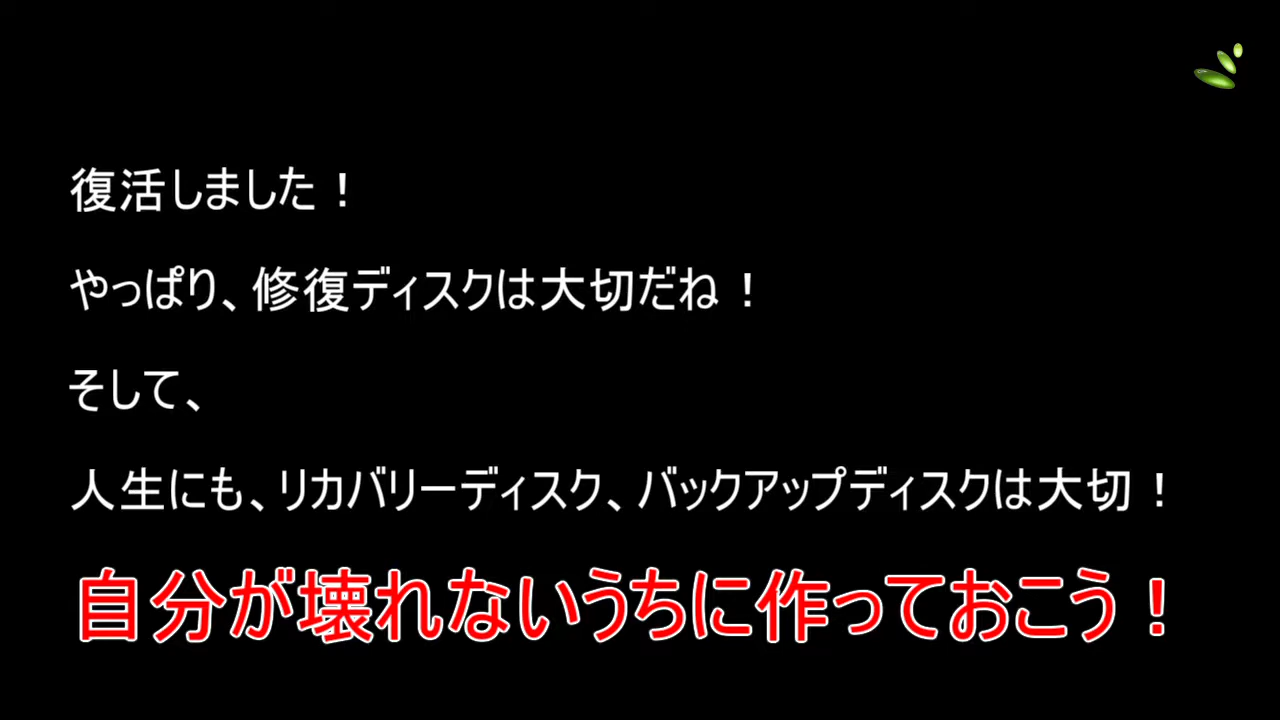 復活しました！
やっぱり、修復ディスクは大切だね！
そして、
人生にも、リカバリーディスク、バックアップディスクは大切！
自分が壊れないうちに作っておこう！